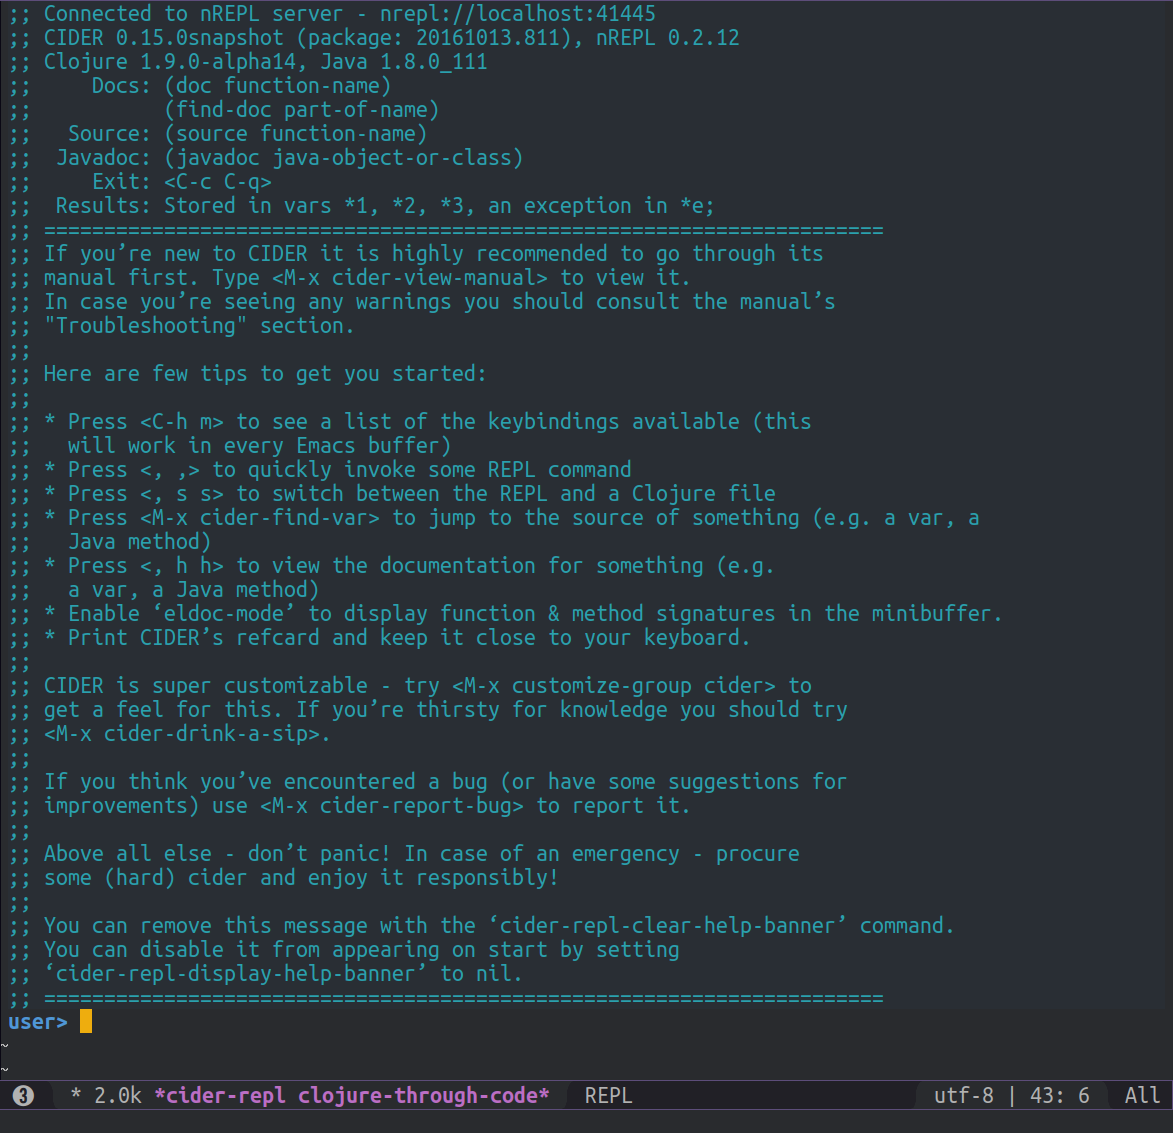 ;; Connected to nREPL server - nrepl://localhost:41445
;; CIDER 0.15.0snapshot (package: 20161013.811), nREPL 0.2.12
;; Clojure 1.9.0-alpha14, Java 1.8.0_111
;;     Docs: (doc function-name)
;;           (find-doc part-of-name)
;;   Source: (source function-name)
;;  Javadoc: (javadoc java-object-or-class)
;;     Exit: <C-c C-q>
;;  Results: Stored in vars *1, *2, *3, an exception in *e;
;; ======================================================================
;; If you’re new to CIDER it is highly recommended to go through its
;; manual first. Type <M-x cider-view-manual> to view it.
;; In case you’re seeing any warnings you should consult the manual’s
;; "Troubleshooting" section.
;;
;; Here are few tips to get you started:
;;
;; * Press <C-h m> to see a list of the keybindings available (this
;;   will work in every Emacs buffer)
;; * Press <, ,> to quickly invoke some REPL command
;; * Press <, s s> to switch between the REPL and a Clojure file
;; * Press <M-x cider-find-var> to jump to the source of something (e.g. a var, a
;;   Java method)
;; * Press <, h h> to view the documentation for something (e.g.
;;   a var, a Java method)
;; * Enable ‘eldoc-mode’ to display function & method signatures in the minibuffer.
;; * Print CIDER’s refcard and keep it close to your keyboard.
;;
;; CIDER is super customizable - try <M-x customize-group cider> to
;; get a feel for this. If you’re thirsty for knowledge you should try
;; <M-x cider-drink-a-sip>.
;;
;; If you think you’ve encountered a bug (or have some suggestions for
;; improvements) use <M-x cider-report-bug> to report it.
;;
;; Above all else - don’t panic! In case of an emergency - procure
;; some (hard) cider and enjoy it responsibly!
;;
;; You can remove this message with the ‘cider-repl-clear-help-banner’ command.
;; You can disable it from appearing on start by setting
;; ‘cider-repl-display-help-banner’ to nil.
;; ======================================================================
user>
~
~
3 * 2.0k *cider-repl clojure-through-code* REPL utf-8 | 43: 6 All